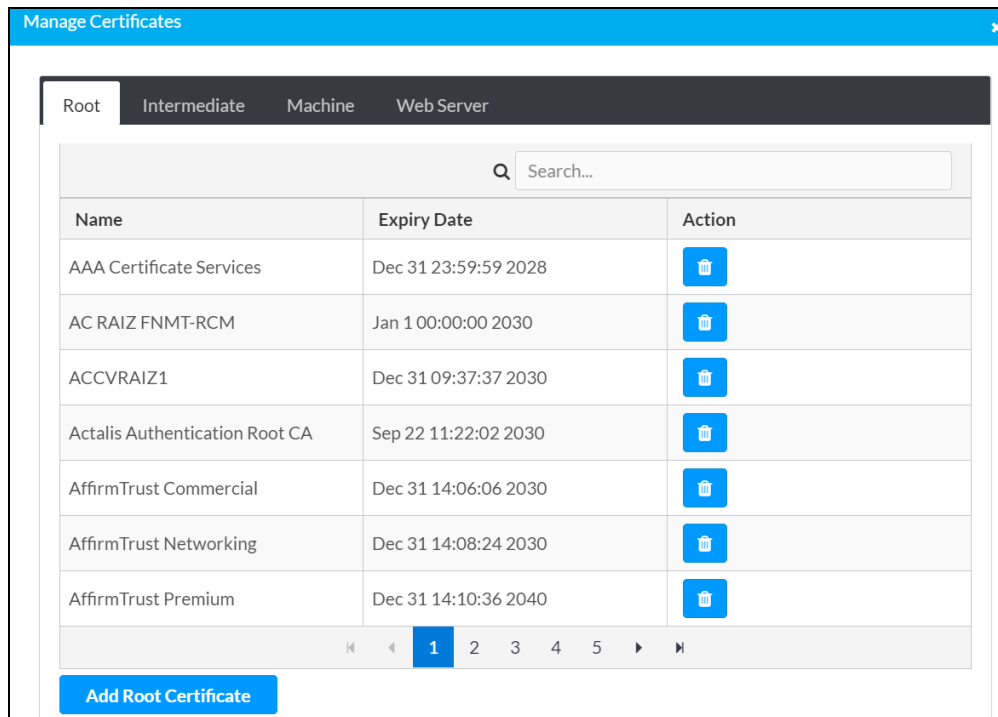 Manage Certificates
Root Intermediate Machine Web Server
Search...
Name Expiry Date Action
AAA Certificate Services Dec 31 23:59:59 2028
AC RAIZ FNMT-RCM Jan 1 00:00:00 2030
ACCVRAIZ1 Dec 31 09:37:37 2030
Actalis Authentication Root CA Sep 22 11:22:02 2030
AffirmTrust Commercial Dec 31 14:06:06 2030
AffirmTrust Networking Dec 31 14:08:24 2030
AffirmTrust Premium Dec 31 14:10:36 2040
1 2 3 4 5
Add Root Certificate